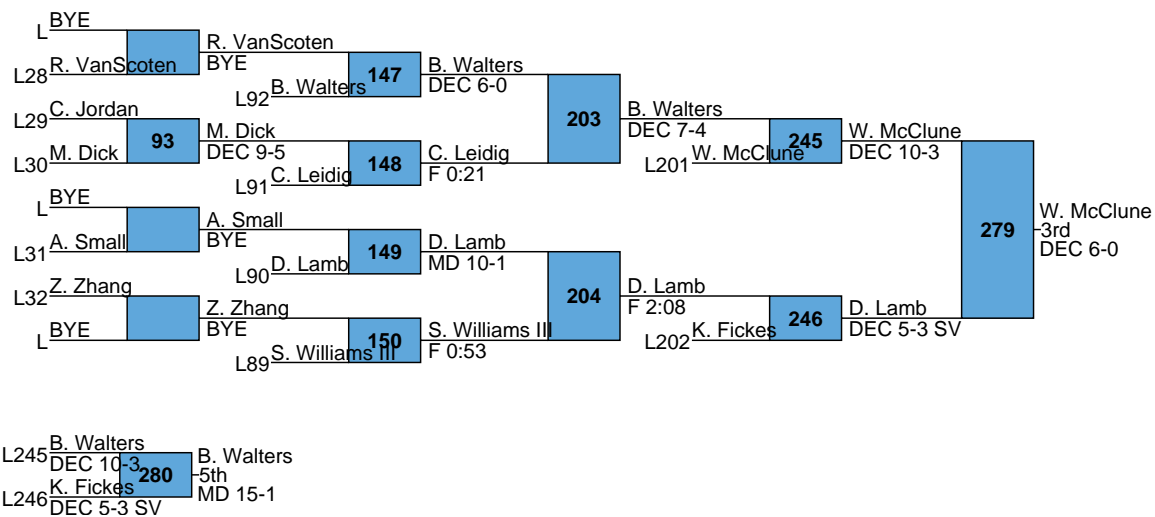 L BYE
L28 R. VanScoten
R. VanScoten
BYE
L92 B. Walters
147
B. Walters
DEC 6-0
L29 C. Jordan
L30 M. Dick
93
M. Dick
DEC 9-5
L91 C. Leidig
148
C. Leidig
F 0:21
203
B. Walters
DEC 7-4
L201 W. McClune
245
W. McClune
DEC 10-3
L BYE
L31 A. Small
A. Small
BYE
L90 D. Lamb
149
D. Lamb
MD 10-1
L32 Z. Zhang
L BYE
Z. Zhang
BYE
L89 S. Williams III
150
S. Williams III
F 0:53
204
D. Lamb
F 2:08
L202 K. Fickes
246
D. Lamb
DEC 5-3 SV
279
W. McClune
3rd
DEC 6-0
L245 B. Walters
DEC 10-3
L246 K. Fickes
DEC 5-3 SV
280
B. Walters
5th
MD 15-1